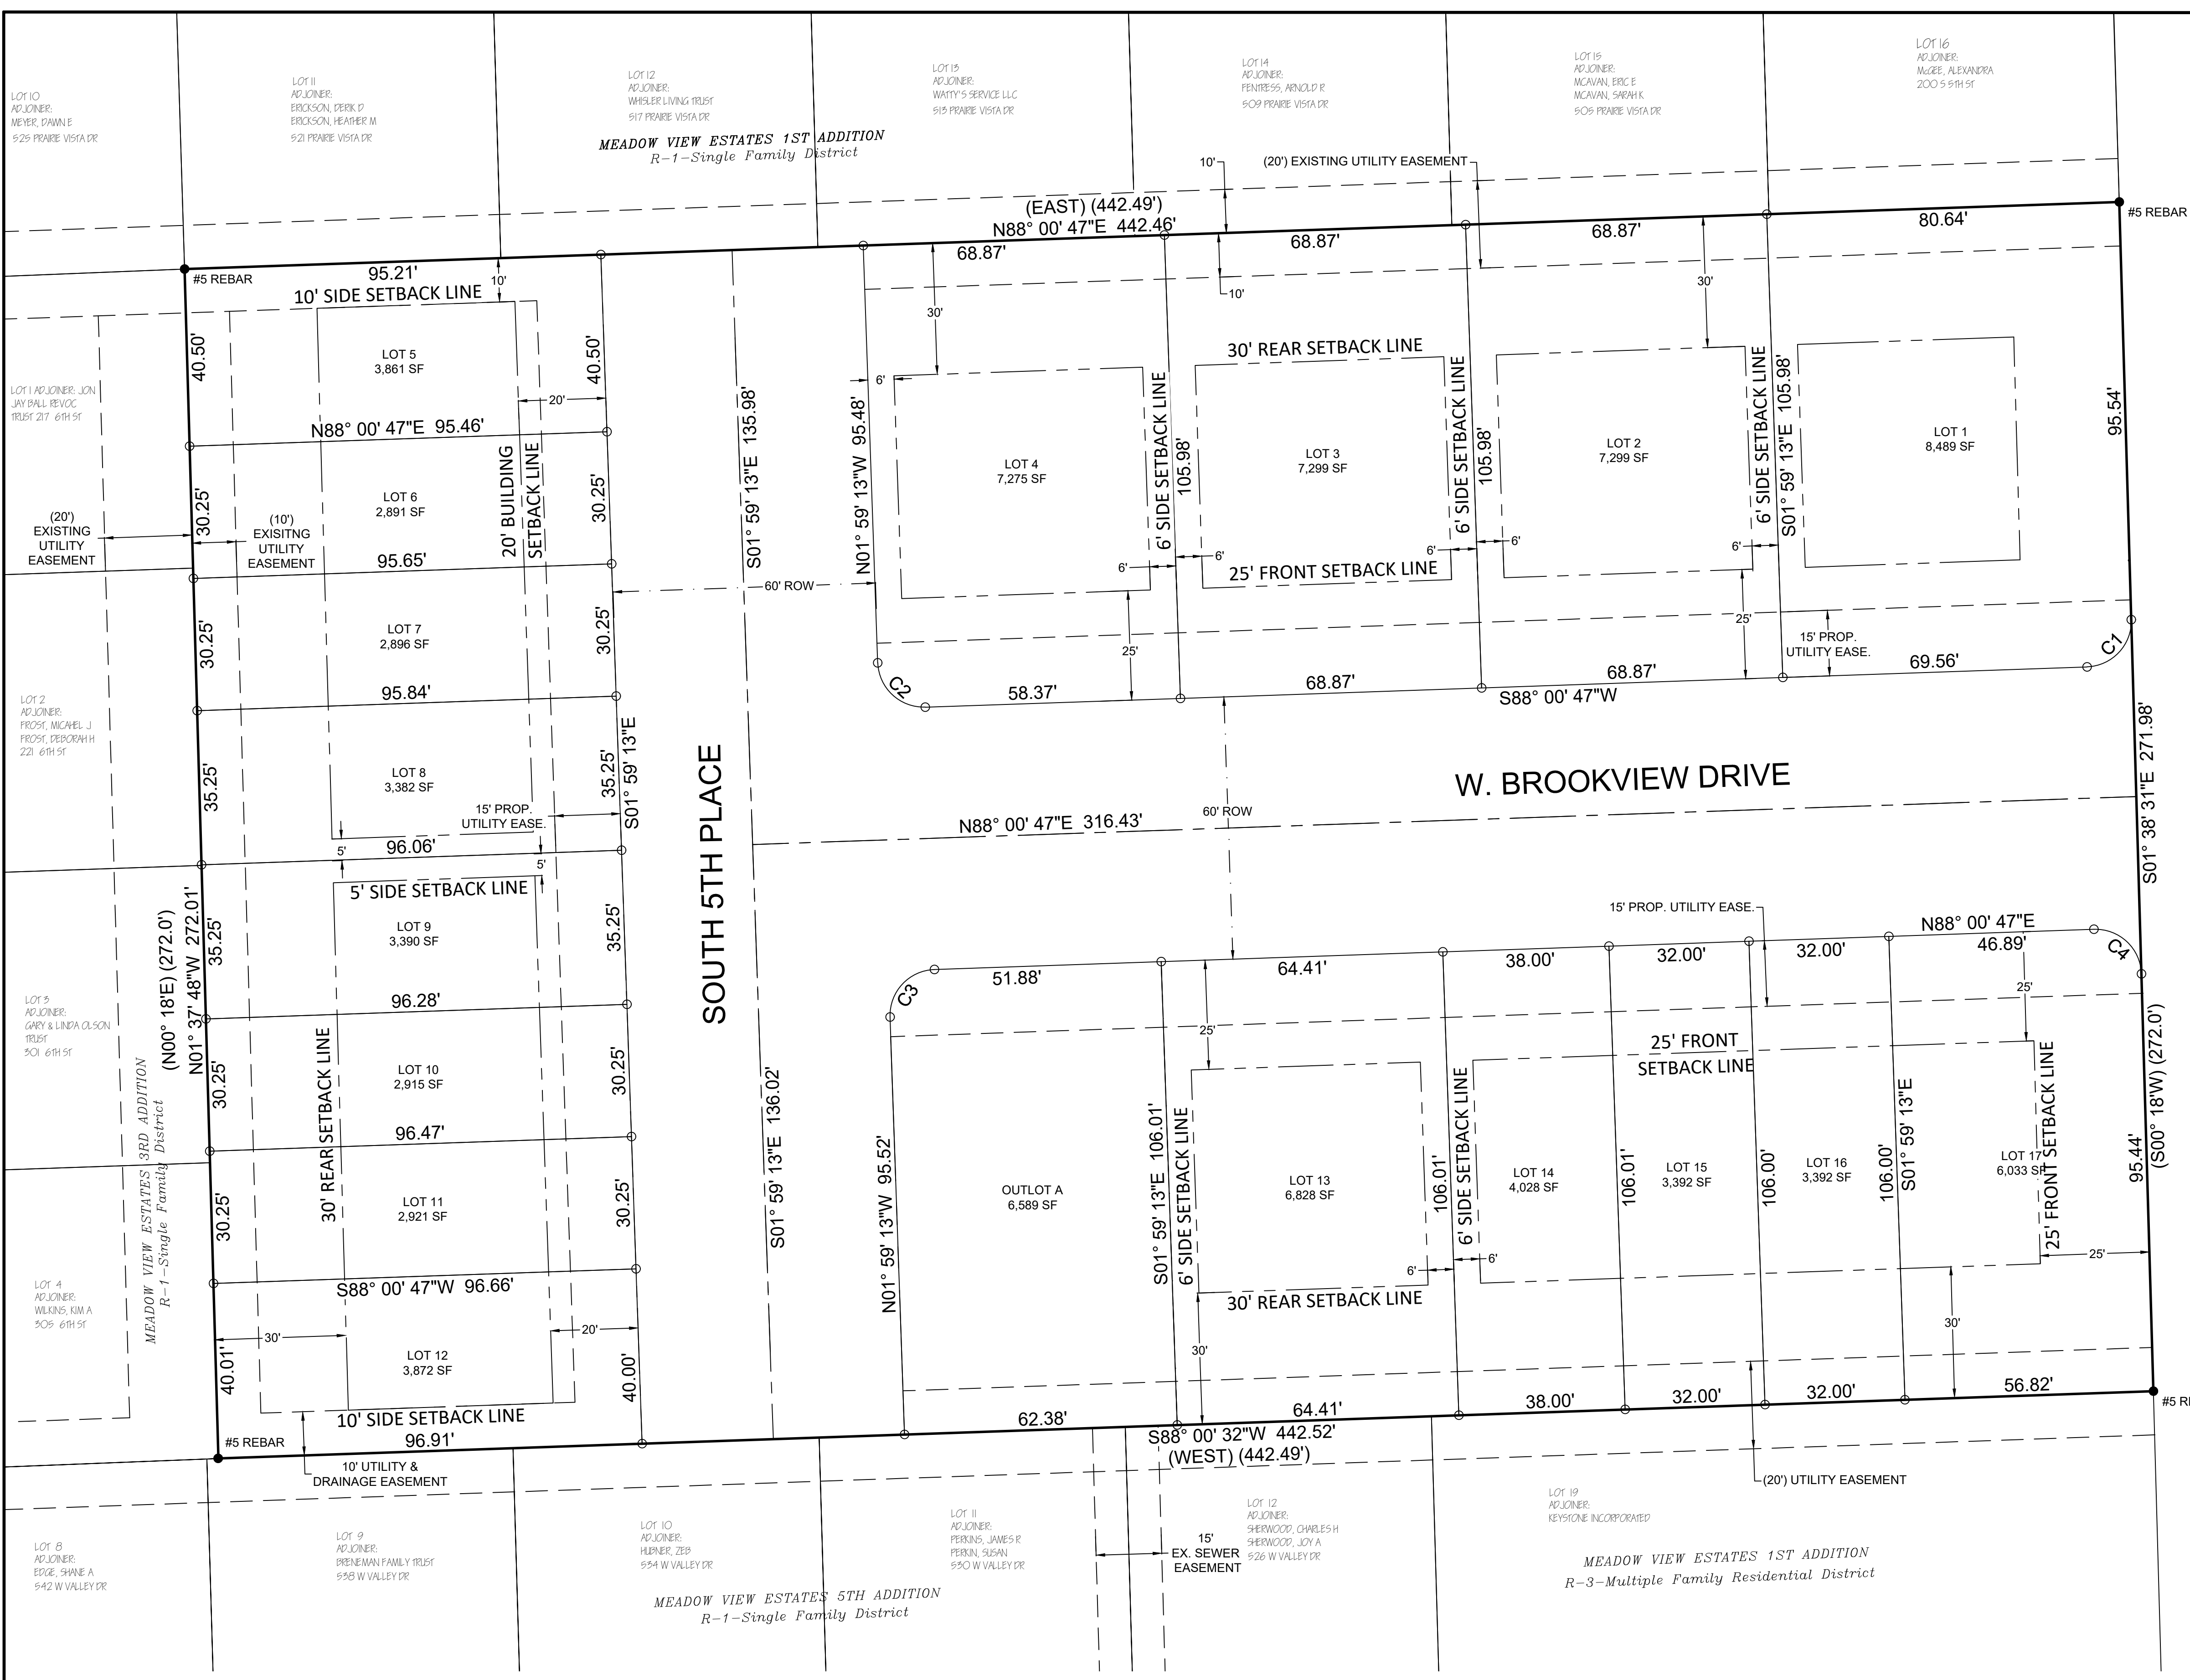 LOT 10
ADJOINER:
MEYER, DAWN E
525 PRAIRIE VISTA DR
LOT 11
ADJOINER:
ERICKSON, DERIK D
ERICKSON, HEATHER M
521 PRAIRIE VISTA DR
LOT 12
ADJOINER:
WHISLER LIVING TRUST
517 PRAIRIE VISTA DR
LOT 13
ADJOINER:
WATTY'S SERVICE LLC
513 PRAIRIE VISTA DR
LOT 14
ADJOINER:
FENTRESS, ARNOLD R
509 PRAIRIE VISTA DR
LOT 15
ADJOINER:
MCAVAN, ERIC E
MCAVAN, SARAH K
505 PRAIRIE VISTA DR
LOT 16
ADJOINER:
McGEE, ALEXANDRA
200 S 5TH ST
MEADOW VIEW ESTATES 1ST ADDITION
R-1-Single Family District
10'
(20') EXISTING UTILITY EASEMENT
(EAST) (442.49')
N88° 00' 47"E 442.46'
#5 REBAR
#5 REBAR
95.21'
68.87'
68.87'
68.87'
80.64'
10' SIDE SETBACK LINE
10'
10'
30'
30'
40.50'
LOT 5
3,861 SF
40.50'
20'
N88° 00' 47"E 95.46'
LOT 1 ADJOINER: JON
JAY BALL REVOC
TRUST 217 6TH ST
(20')
EXISTING
UTILITY
EASEMENT
30.25'
(10')
EXISITNG
UTILITY
EASEMENT
LOT 6
2,891 SF
20' BUILDING
SETBACK LINE
30.25'
95.65'
30.25'
LOT 7
2,896 SF
30.25'
95.84'
LOT 2
ADJOINER:
FROST, MICAHEL J
FROST, DEBORAH H
221 6TH ST
35.25'
LOT 8
3,382 SF
35.25'
S01° 59' 13"E
15' PROP.
UTILITY EASE.
5'
96.06'
5'
5' SIDE SETBACK LINE
S01° 59' 13"E 135.98'
60' ROW
N01° 59' 13"W 95.48'
6'
LOT 4
7,275 SF
6' SIDE SETBACK LINE
105.98'
6'
6'
25'
30' REAR SETBACK LINE
LOT 3
7,299 SF
25' FRONT SETBACK LINE
6' SIDE SETBACK LINE
105.98'
6'
6'
LOT 2
7,299 SF
6' SIDE SETBACK LINE
S01° 59' 13"E 105.98'
6'
25'
LOT 1
8,489 SF
95.54'
15' PROP.
UTILITY EASE.
C1
C2
58.37'
68.87'
68.87'
69.56'
S88° 00' 47"W
SOUTH 5TH PLACE
W. BROOKVIEW DRIVE
N88° 00' 47"E 316.43'
60' ROW
S01° 38' 31"E 271.98'
(S00° 18'W) (272.0')
LOT 3
ADJOINER:
GARY & LINDA OLSON
TRUST
301 6TH ST
MEADOW VIEW ESTATES 3RD ADDITION
R-1-Single Family District
(N00° 18'E) (272.0')
N01° 37' 48"W 272.01'
35.25'
LOT 9
3,390 SF
35.25'
96.28'
30.25'
30' REAR SETBACK LINE
LOT 10
2,915 SF
30.25'
96.47'
30.25'
LOT 11
2,921 SF
30.25'
S88° 00' 47"W 96.66'
LOT 4
ADJOINER:
WILKINS, KIM A
305 6TH ST
30'
20'
40.01'
LOT 12
3,872 SF
40.00'
10' SIDE SETBACK LINE
96.91'
#5 REBAR
10' UTILITY &
DRAINAGE EASEMENT
S01° 59' 13"E 136.02'
15' PROP. UTILITY EASE.
N88° 00' 47"E
C3
51.88'
64.41'
38.00'
32.00'
32.00'
46.89'
C4
25'
25'
25' FRONT
SETBACK LINE
N01° 59' 13"W 95.52'
OUTLOT A
6,589 SF
S01° 59' 13"E 106.01'
6' SIDE SETBACK LINE
LOT 13
6,828 SF
106.01'
6' SIDE SETBACK LINE
6'
6'
LOT 14
4,028 SF
106.01'
LOT 15
3,392 SF
106.00'
LOT 16
3,392 SF
106.00'
S01° 59' 13"E
LOT 17
6,033 SF
25' FRONT SETBACK LINE
95.44'
25'
30' REAR SETBACK LINE
30'
30'
62.38'
64.41'
38.00'
32.00'
32.00'
56.82'
S88° 00' 32"W 442.52'
(WEST) (442.49')
(20') UTILITY EASEMENT
#5 RE
LOT 8
ADJOINER:
EDGE, SHANE A
542 W VALLEY DR
LOT 9
ADJOINER:
BRENEMAN FAMILY TRUST
538 W VALLEY DR
LOT 10
ADJOINER:
HUBNER, ZEB
534 W VALLEY DR
LOT 11
ADJOINER:
PERKINS, JAMES R
PERKIN, SUSAN
530 W VALLEY DR
15'
EX. SEWER
EASEMENT
LOT 12
ADJOINER:
SHERWOOD, CHARLES H
SHERWOOD, JOY A
526 W VALLEY DR
LOT 19
ADJOINER:
KEYSTONE INCORPORATED
MEADOW VIEW ESTATES 5TH ADDITION
R-1-Single Family District
MEADOW VIEW ESTATES 1ST ADDITION
R-3-Multiple Family Residential District